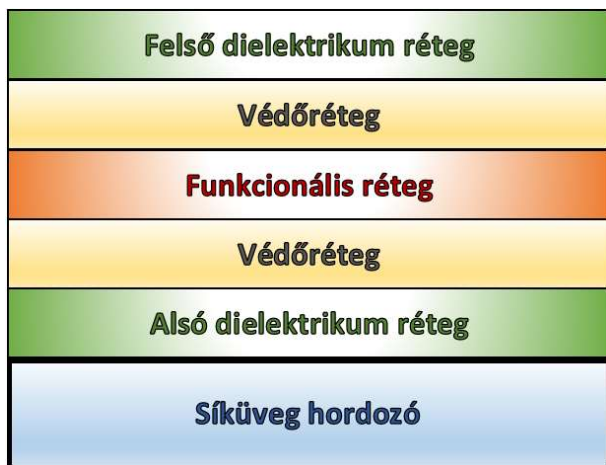 Felső dielektrikum réteg
Védőréteg
Funkcionális réteg
Védőréteg
Alsó dielektrikum réteg
Síküveg hordozó